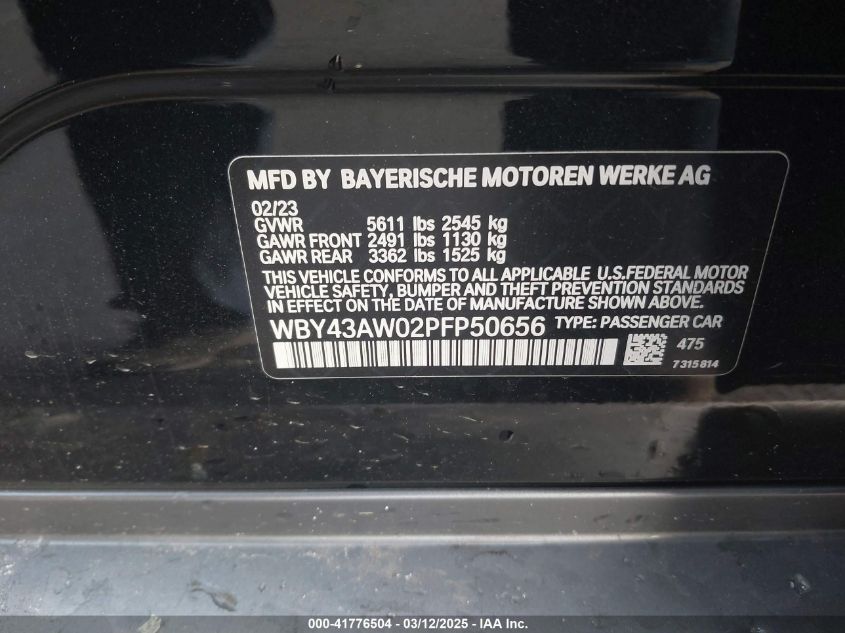 MFD BY BAYERISCHE MOTOREN WERKE AG
02/23
GVWR 5611 lbs 2545 kg
GAWR FRONT 2491 lbs 1130 kg
GAWR REAR 3362 lbs 1525 kg
THIS VEHICLE CONFORMS TO ALL APPLICABLE U.S.FEDERAL MOTOR
VEHICLE SAFETY, BUMPER AND THEFT PREVENTION STANDARDS
IN EFFECT ON THE DATE OF MANUFACTURE SHOWN ABOVE.
WBY43AW02PFP50656 TYPE: PASSENGER CAR
475
7315814
000-41776504 - 03/12/2025 - IAA Inc.